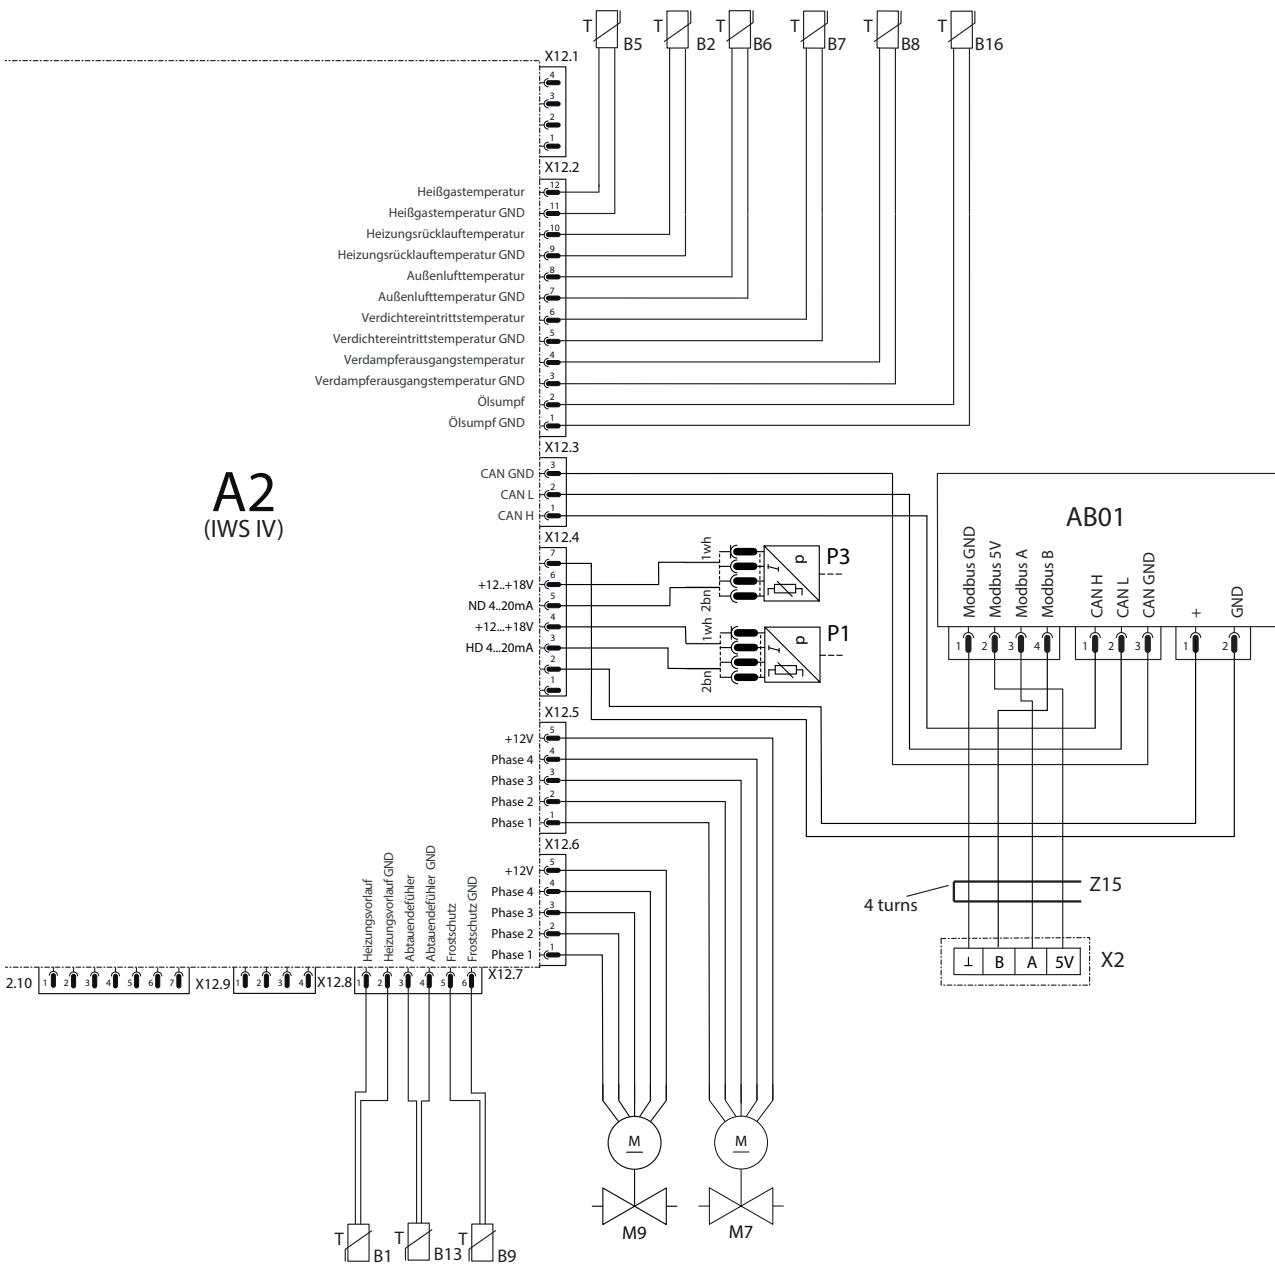 T B5
T B2
T B6
T B7
T B8
T B16
X12.1
4
3
2
1
X12.2
Heißgastemperatur 12
Heißgastemperatur GND 11
Heizungsrücklauftemperatur 10
Heizungsrücklauftemperatur GND 9
Außenlufttemperatur 8
Außenlufttemperatur GND 7
Verdichtereintrittstemperatur 6
Verdichtereintrittstemperatur GND 5
Verdampferausgangstemperatur 4
Verdampferausgangstemperatur GND 3
Ölsumpf 2
Ölsumpf GND 1
A2
(IWS IV)
X12.3
CAN GND 3
CAN L 2
CAN H 1
X12.4
7
+12..+18V 6
ND 4..20mA 5
+12...+18V 4
HD 4...20mA 3
2
1
1wh
2bn
p
I
P3
1wh
2bn
p
I
P1
AB01
Modbus GND
Modbus 5V
Modbus A
Modbus B
CAN H
CAN L
CAN GND
+
GND
1 2 3 4
1 2 3
1 2
X12.5
+12V 5
Phase 4 4
Phase 3 3
Phase 2 2
Phase 1 1
X12.6
+12V 5
Phase 4 4
Phase 3 3
Phase 2 2
Phase 1 1
X12.7
Heizungsvorlauf
Heizungsvorlauf GND
Abtauendefühler
Abtauendefühler GND
Frostschutz
Frostschutz GND
2.10 1 2 3 4 5 6 7
X12.9 1 2 3 4
X12.8 1 2 3 4 5 6
Z15
4 turns
⊥ B A 5V
X2
M
M
M9
M7
T B1
T B13
T B9